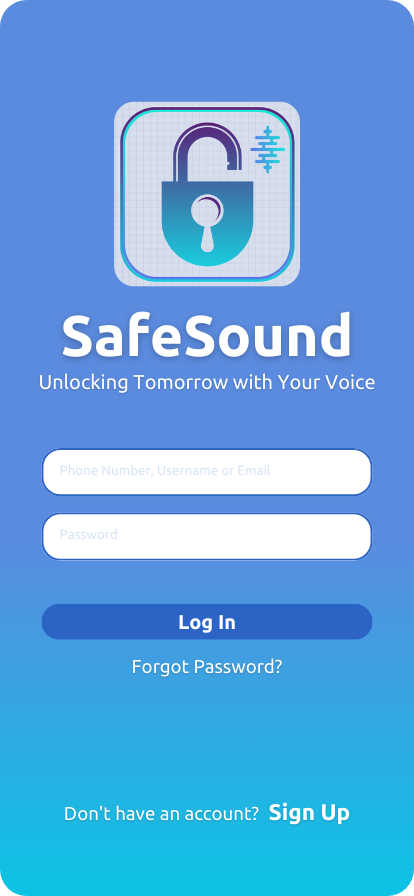 SafeSound
Unlocking Tomorrow with Your Voice
Phone Number, Username or Email
Password
Log In
Forgot Password?
Don't have an account? Sign Up